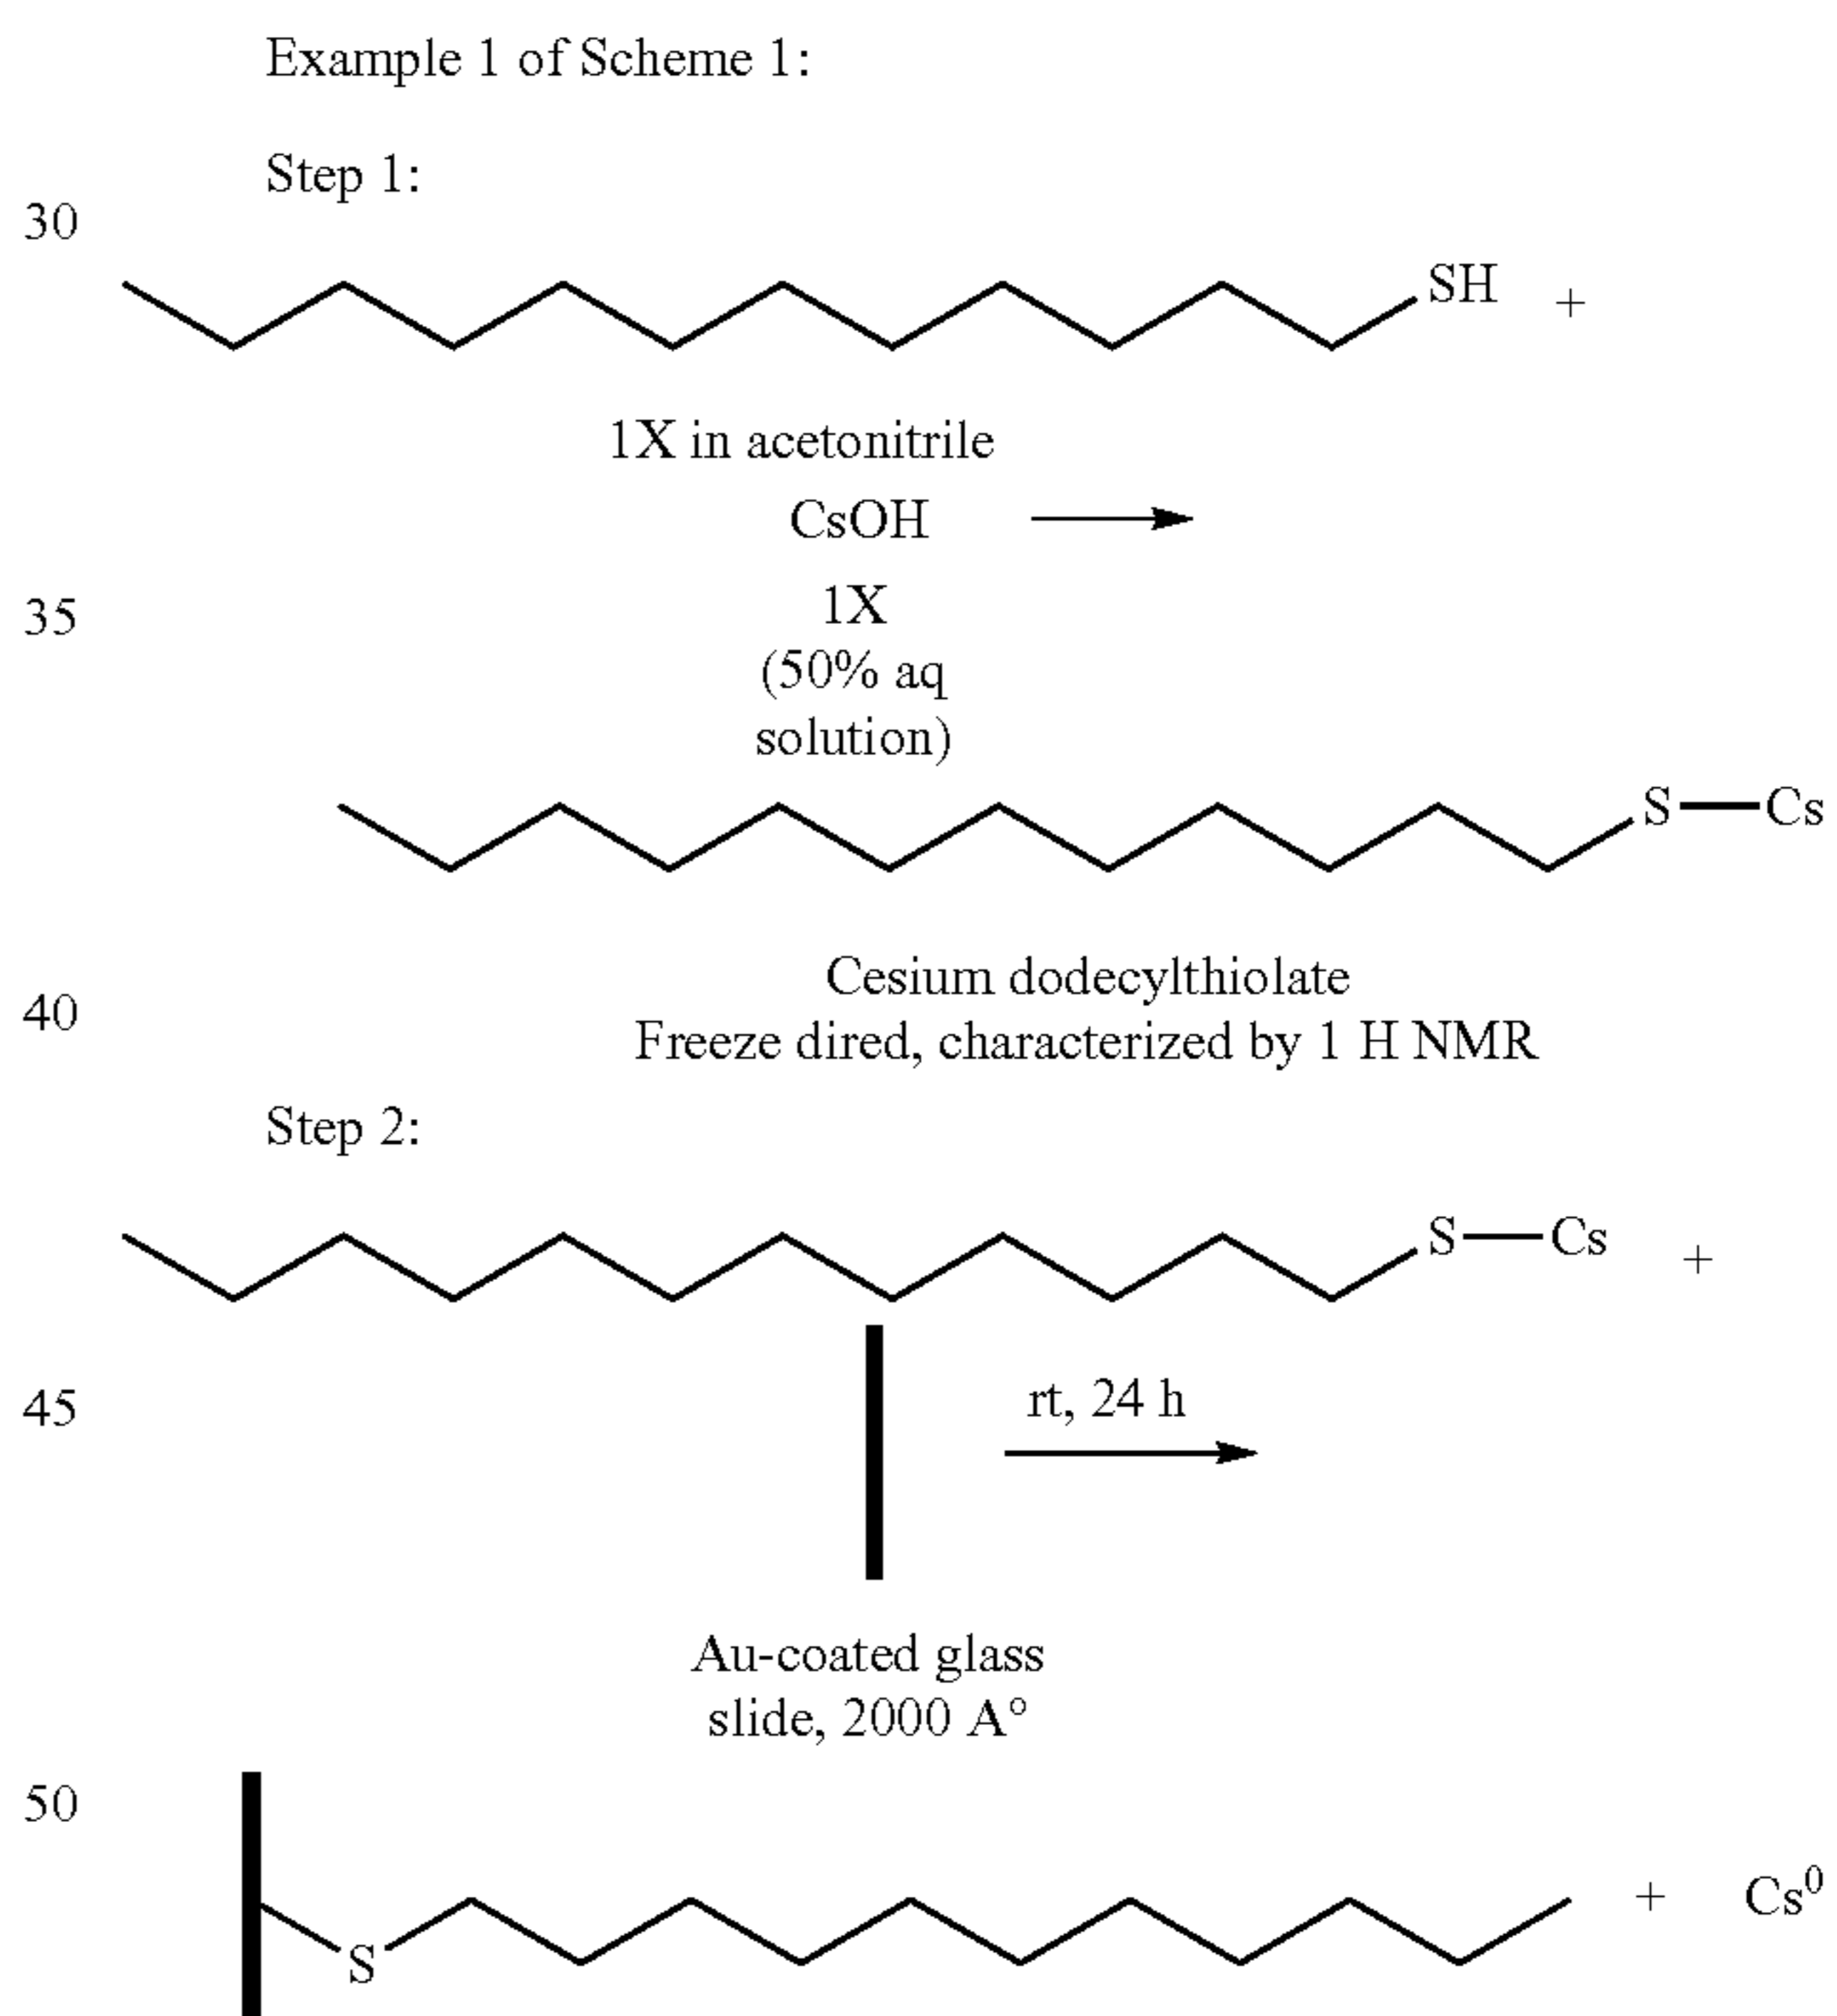 Example 1 of Scheme 1:
Step 1:
30
SH +
1X in acetonitrile
CsOH
35
1X
(50% aq
solution)
S—Cs
Cesium dodecylthiolate
40
Freeze dired, characterized by 1 H NMR
Step 2:
S—Cs +
45
rt, 24 h
Au-coated glass
slide, 2000 A°
50
S + Cs⁰